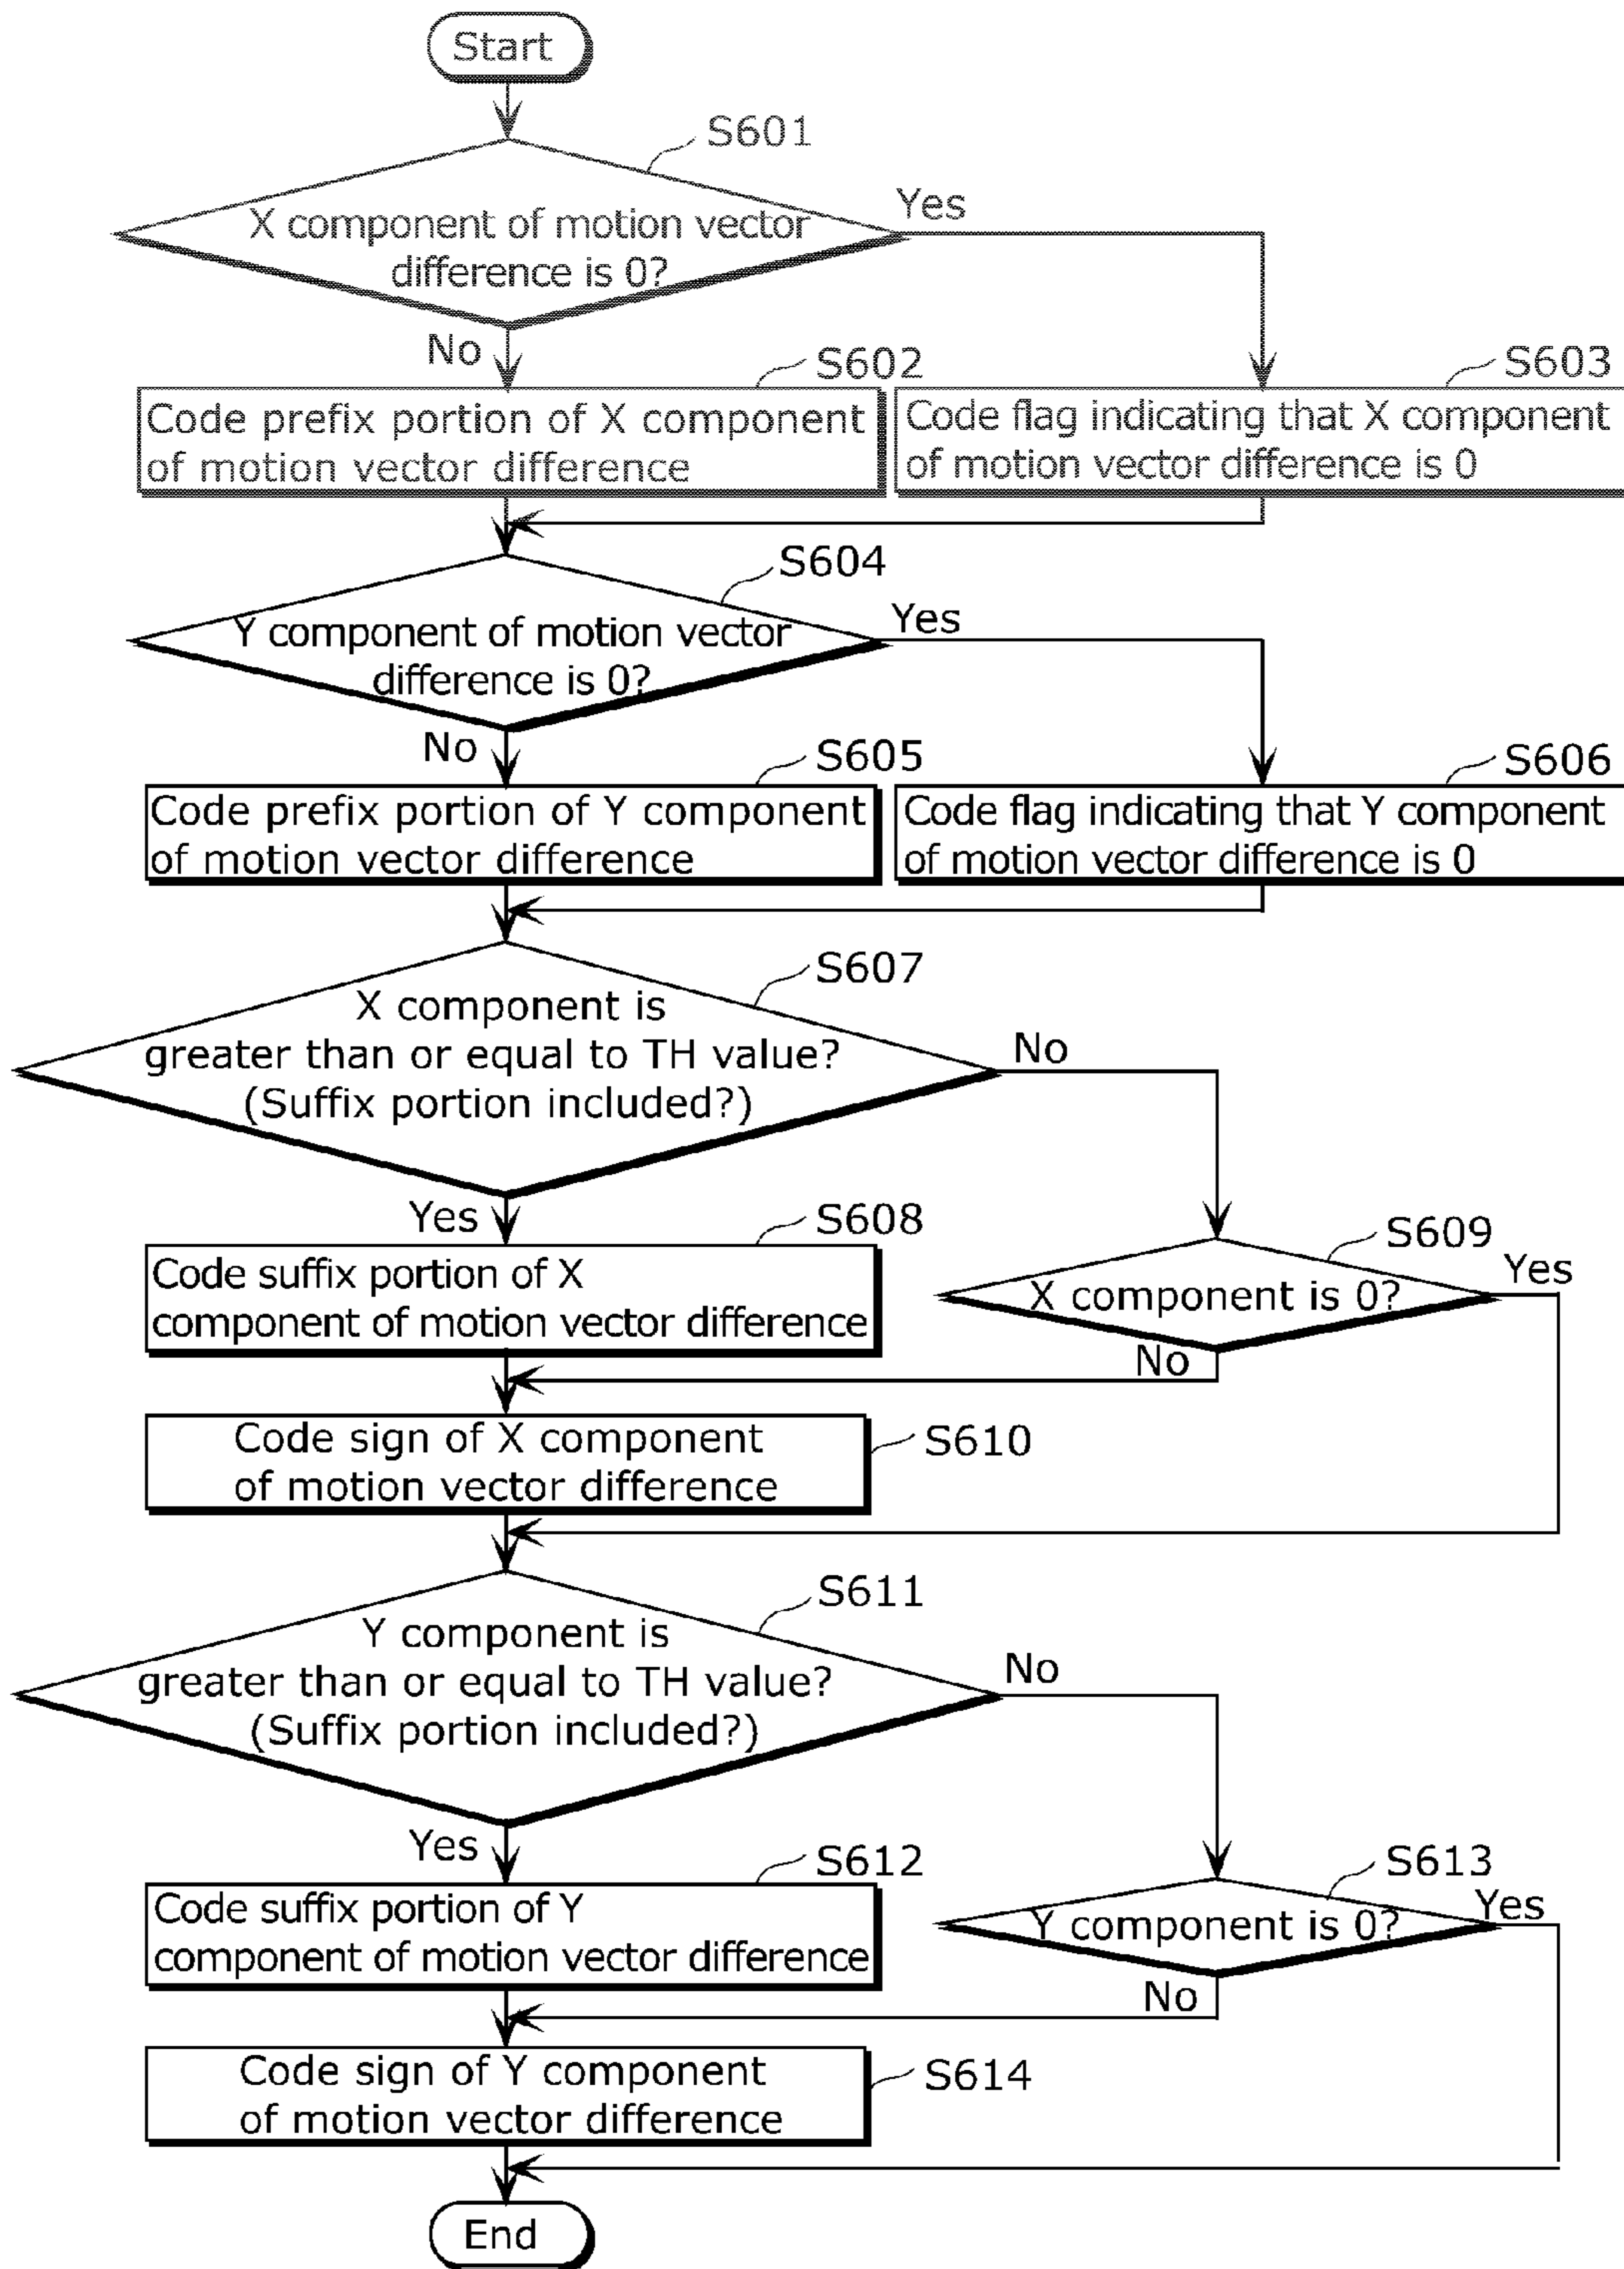 Start
S601
X component of motion vector
difference is 0?
Yes
No
S602
S603
Code prefix portion of X component
of motion vector difference
Code flag indicating that X component
of motion vector difference is 0
S604
Y component of motion vector
difference is 0?
Yes
No
S605
S606
Code prefix portion of Y component
of motion vector difference
Code flag indicating that Y component
of motion vector difference is 0
S607
X component is
greater than or equal to TH value?
(Suffix portion included?)
No
Yes
S608
S609
Code suffix portion of X
component of motion vector difference
X component is 0?
Yes
No
Code sign of X component
of motion vector difference
S610
S611
Y component is
greater than or equal to TH value?
(Suffix portion included?)
No
Yes
S612
S613
Code suffix portion of Y
component of motion vector difference
Y component is 0?
Yes
No
Code sign of Y component
of motion vector difference
S614
End